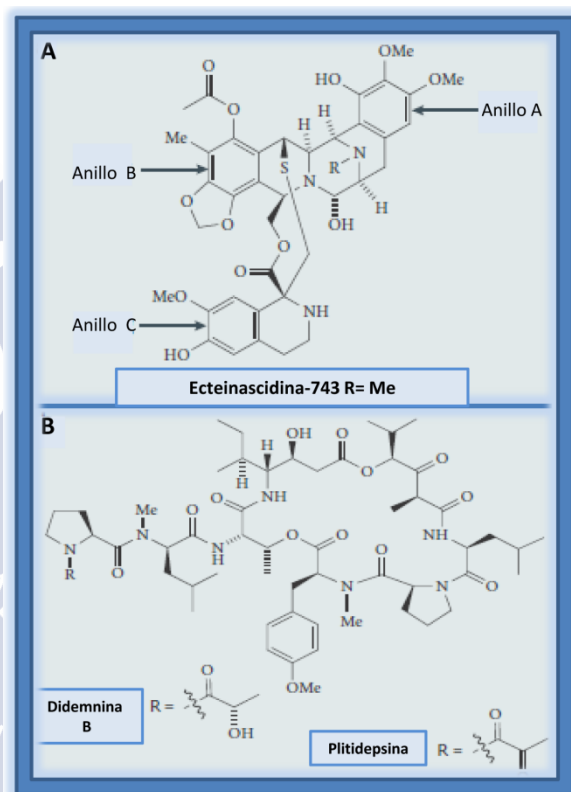 A
O
O
Me
HO
OMe
OMe
Anillo A
H
H
N
R
S
N
Anillo B
O
O
H
OH
O
O
MeO
Anillo C
NH
HO
Ecteinascidina-743 R= Me
B
OH
O
O
O
H
H
NH
O
O
Me
N
O
N
H
O
O
NH
N
R
O
O
N
O
N
O
Me
OMe
Didemnina
B
R =
O
OH
Plitidepsina
R =
O